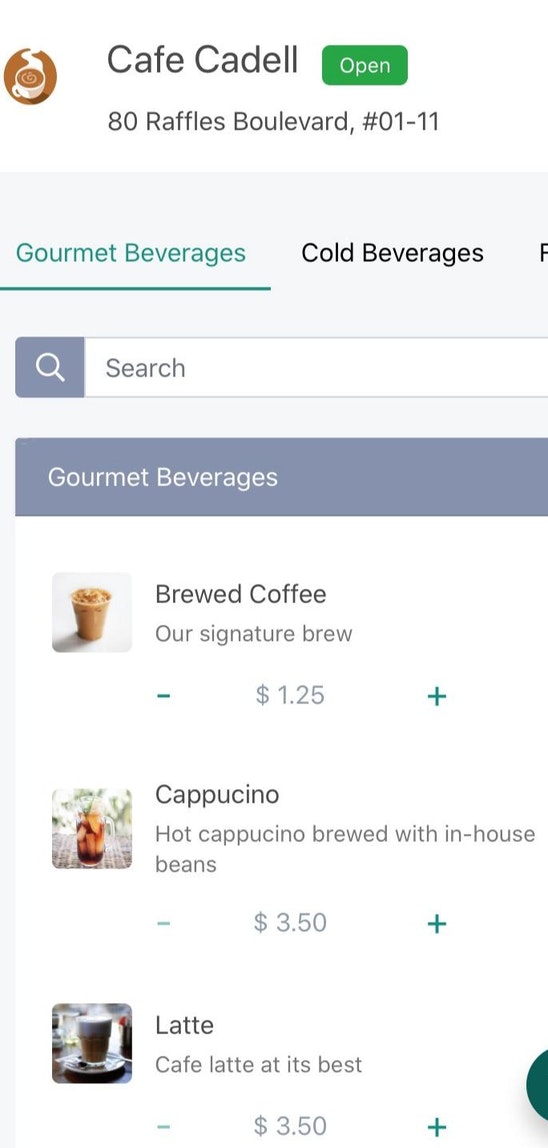 Cafe Cadell Open
80 Raffles Boulevard, #01-11
Gourmet Beverages Cold Beverages F
Search
Gourmet Beverages
Brewed Coffee
Our signature brew
- $ 1.25 +
Cappucino
Hot cappucino brewed with in-house
beans
- $ 3.50 +
Latte
Cafe latte at its best
- $ 3.50 +